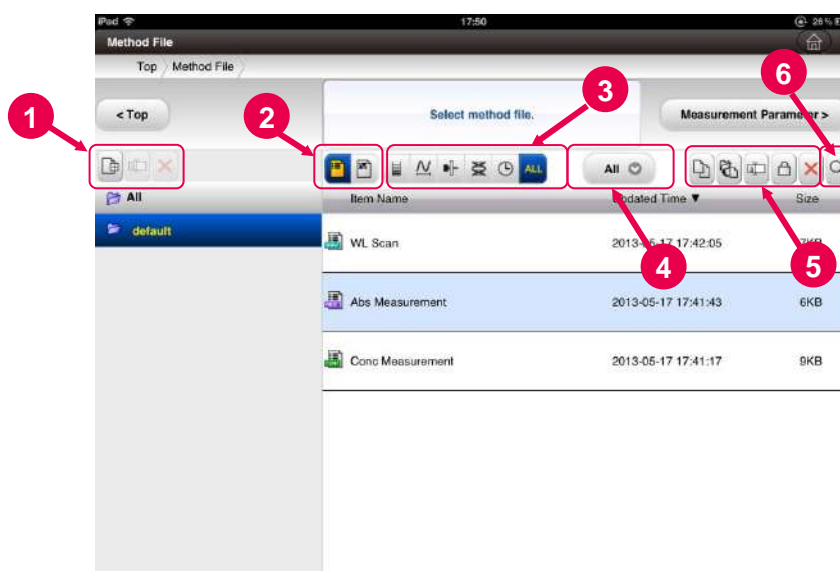 iPad 17:50 26%
Method File
Top Method File
6
3
1 < Top 2 Select method file. Measurement Parameter >
ALL All
All Item Name Updated Time ▼ Size
default
WL Scan 2013-05-17 17:42:05 7KB
4 5
Abs Measurement 2013-05-17 17:41:43 6KB
Conc Measurement 2013-05-17 17:41:17 9KB